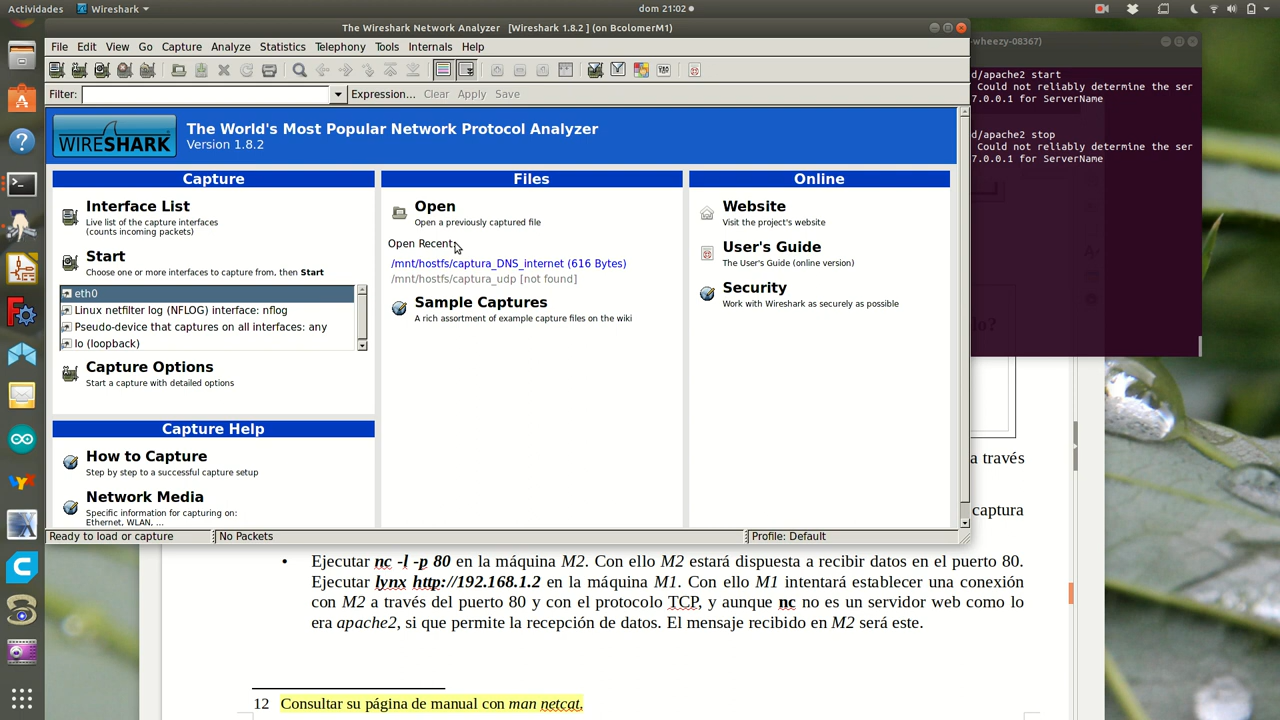 Actividades
Wireshark
dom 21:02
The Wireshark Network Analyzer [Wireshark 1.8.2 ] (on BcolomerM1)
-wheezy-08367)
File Edit View Go Capture Analyze Statistics Telephony Tools Internals Help
Filter:
Expression... Clear Apply Save
WIRESHARK
The World's Most Popular Network Protocol Analyzer
Version 1.8.2
Capture
Interface List
Live list of the capture interfaces
(counts incoming packets)
Start
Choose one or more interfaces to capture from, then Start
eth0
Linux netfilter log (NFLOG) interface: nflog
Pseudo-device that captures on all interfaces: any
lo (loopback)
Capture Options
Start a capture with detailed options
Capture Help
How to Capture
Step by step to a successful capture setup
Network Media
Specific information for capturing on:
Ethernet, WLAN, ...
Files
Open
Open a previously captured file
Open Recent:
/mnt/hostfs/captura_DNS_internet (616 Bytes)
/mnt/hostfs/captura_udp [not found]
Sample Captures
A rich assortment of example capture files on the wiki
Online
Website
Visit the project's website
User's Guide
The User's Guide (online version)
Security
Work with Wireshark as securely as possible
Ready to load or capture
No Packets
Profile: Default
d/apache2 start
Could not reliably determine the ser
7.0.0.1 for ServerName
d/apache2 stop
Could not reliably determine the ser
7.0.0.1 for ServerName
lo?
a través
captura
• Ejecutar nc -l -p 80 en la máquina M2. Con ello M2 estará dispuesta a recibir datos en el puerto 80.
Ejecutar lynx http://192.168.1.2 en la máquina M1. Con ello M1 intentará establecer una conexión
con M2 a través del puerto 80 y con el protocolo TCP, y aunque nc no es un servidor web como lo
era apache2, si que permite la recepción de datos. El mensaje recibido en M2 será este.
12 Consultar su página de manual con man netcat.